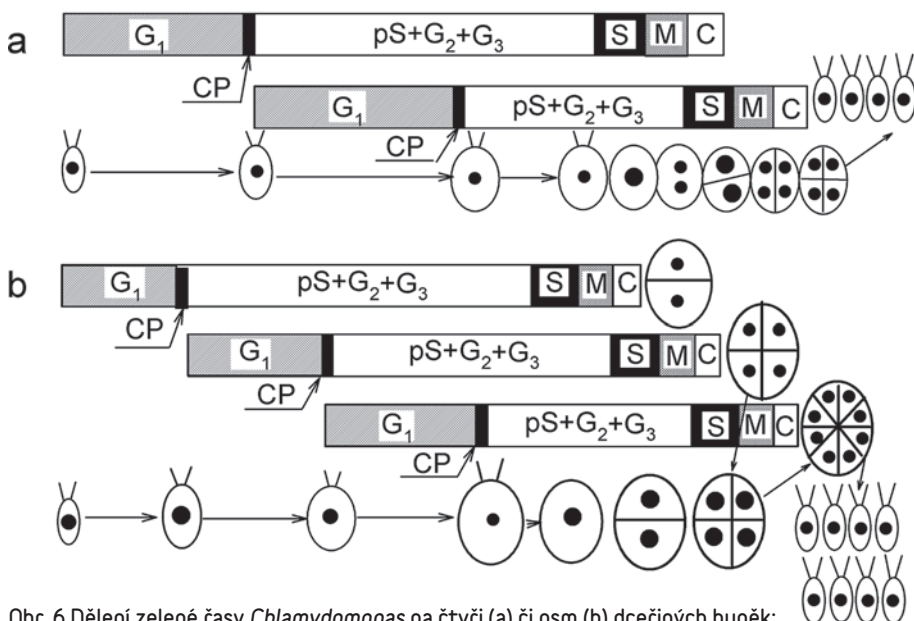 a
G₁ pS+G₂+G₃ S M C
CP
G₁ pS+G₂+G₃ S M C
CP
b
G₁ pS+G₂+G₃ S M C
CP
G₁ pS+G₂+G₃ S M C
CP
G₁ pS+G₂+G₃ S M C
CP
Obr. 6 Dělení zelené řasy Chlamydomonas na čtyři (a) či osm (b) dceřiných buněk: